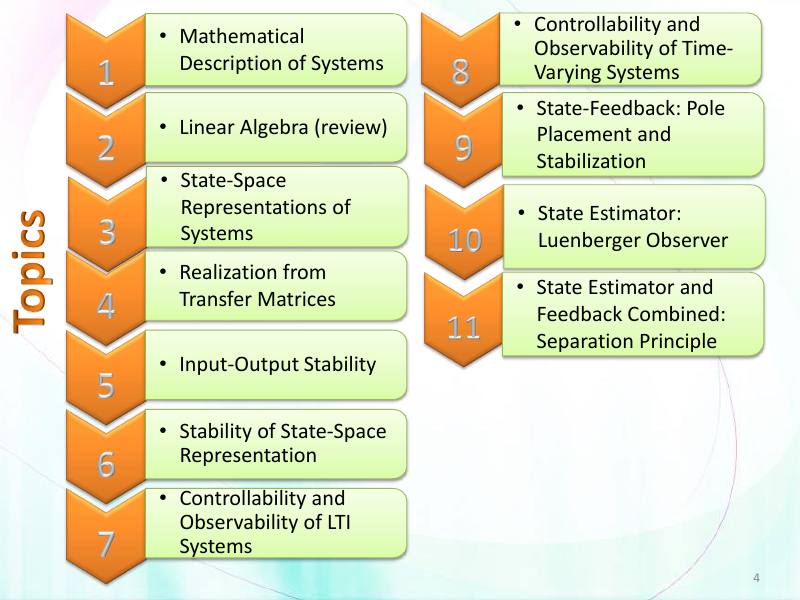 Topics
1
• Mathematical
Description of Systems
2
• Linear Algebra (review)
3
• State-Space
Representations of
Systems
4
• Realization from
Transfer Matrices
5
• Input-Output Stability
6
• Stability of State-Space
Representation
7
• Controllability and
Observability of LTI
Systems
8
• Controllability and
Observability of Time-
Varying Systems
9
• State-Feedback: Pole
Placement and
Stabilization
10
• State Estimator:
Luenberger Observer
11
• State Estimator and
Feedback Combined:
Separation Principle
4